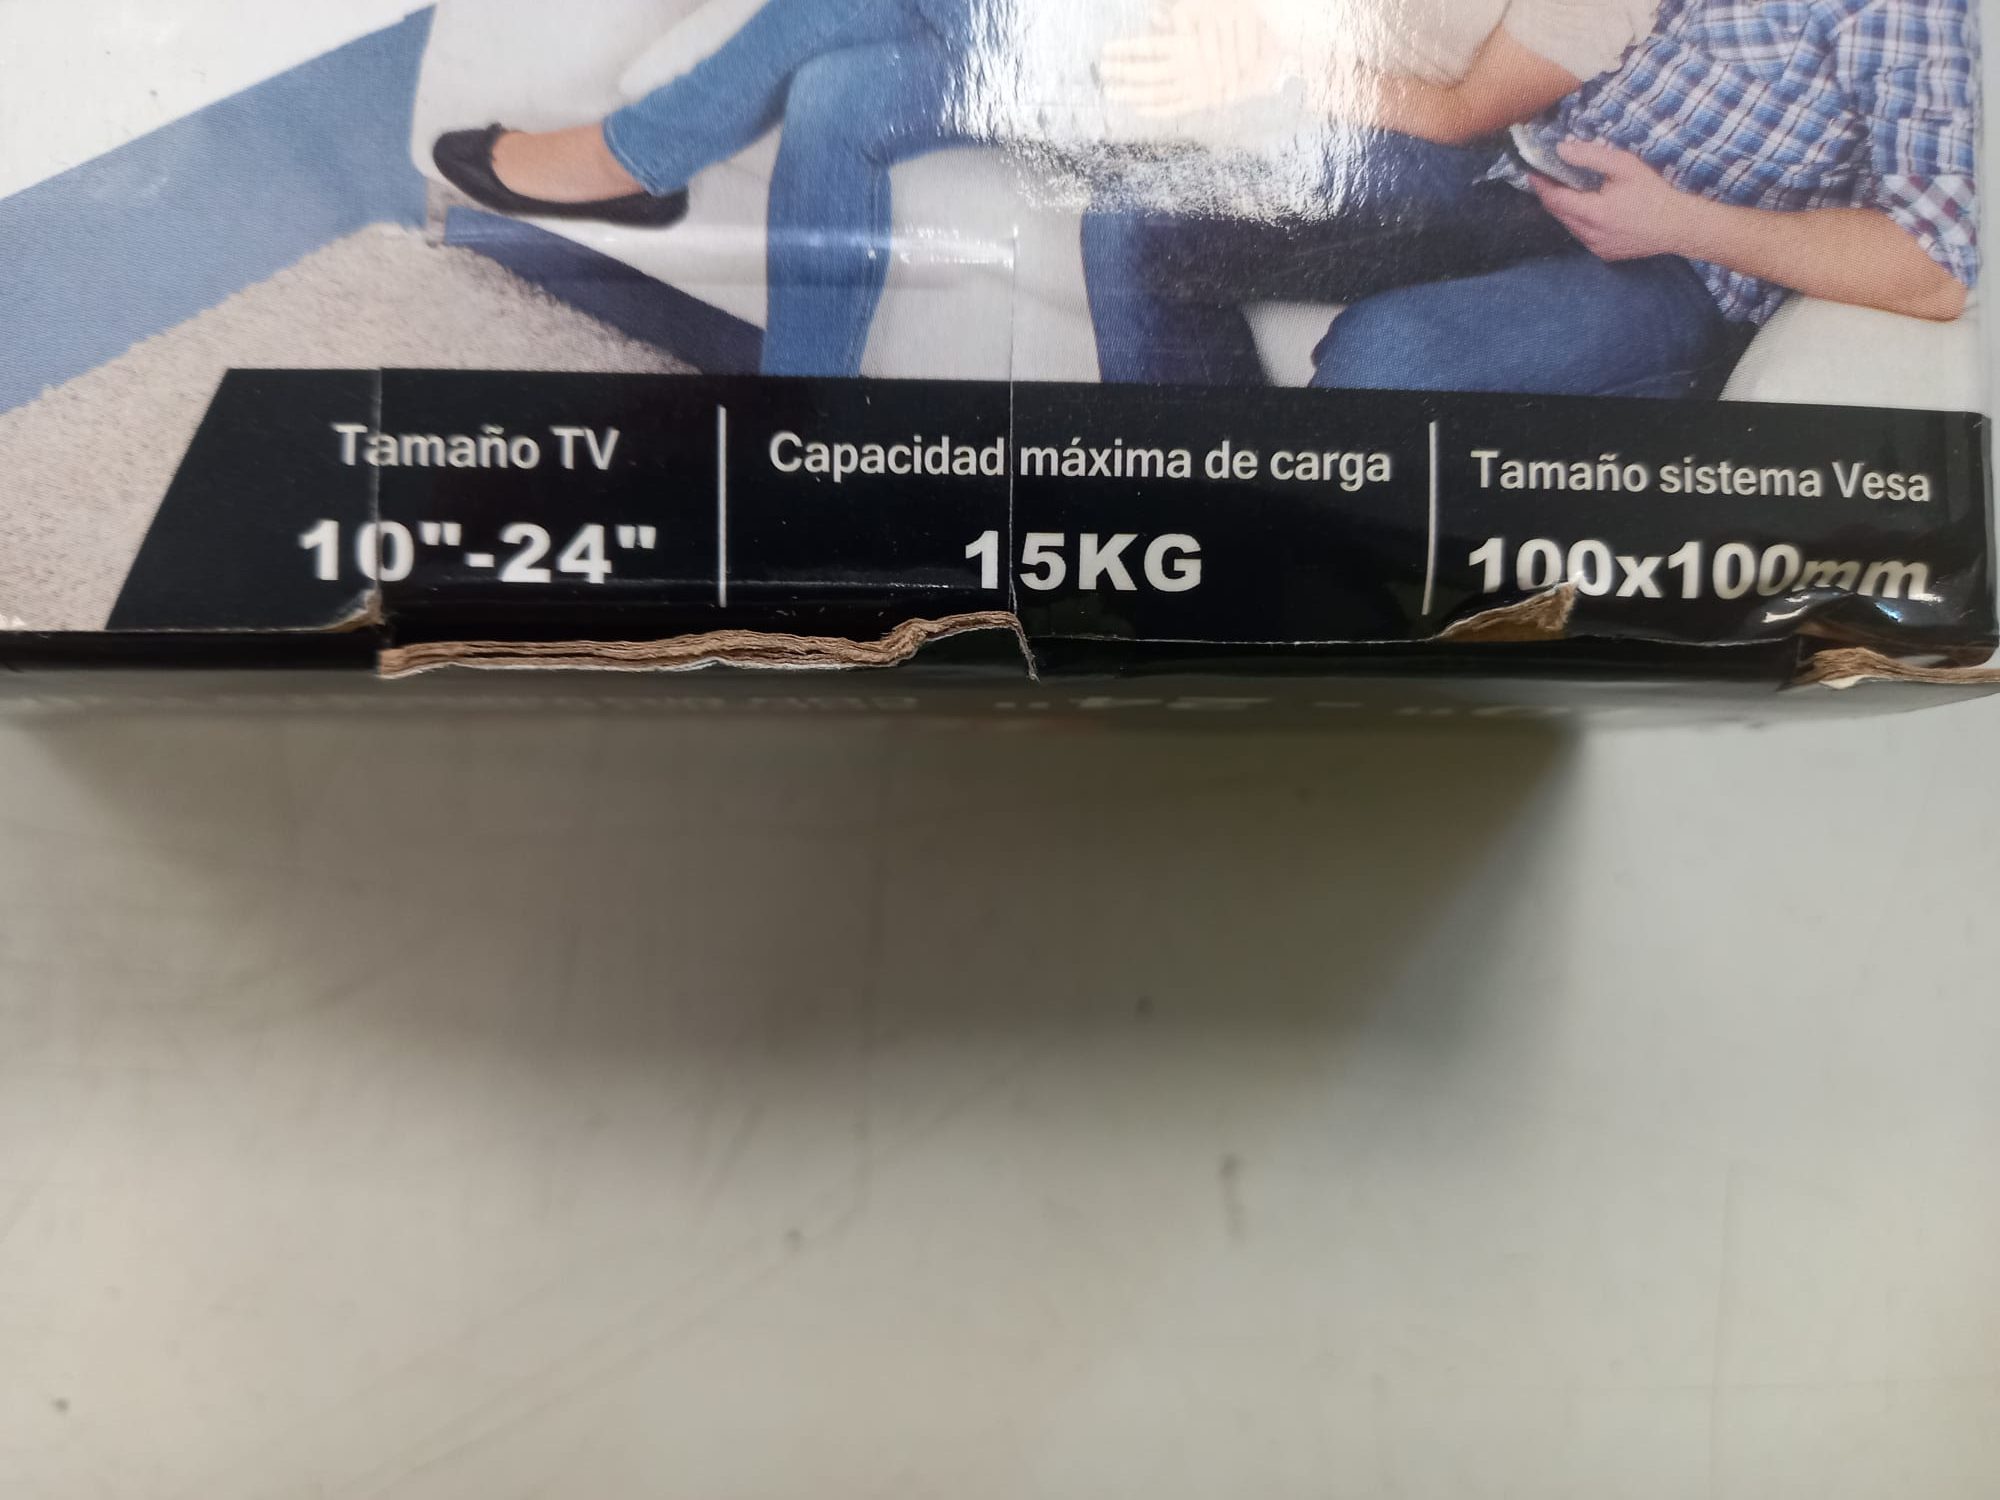 Tamaño TV
10"-24"
Capacidad máxima de carga
15KG
Tamaño sistema Vesa
100x100mm